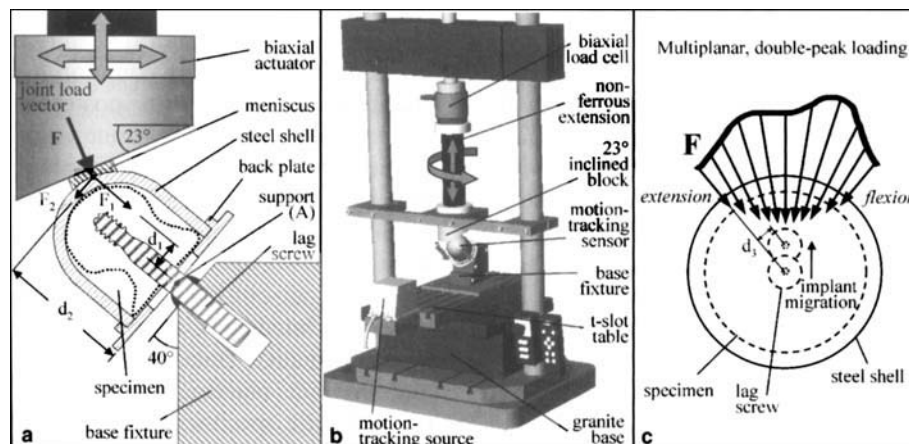 biaxial
actuator
joint load
vector
meniscus
F
23°
steel shell
back plate
F2
F1
support
(A)
d1
lag
screw
d2
40°
specimen
base fixture
a
biaxial
load cell
non-
ferrous
extension
23°
inclined
block
motion-
tracking
sensor
base
fixture
t-slot
table
motion-
tracking source
granite
base
b
c
Multiplanar, double-peak loading
F
extension
flexion
d3
implant
migration
specimen
lag
screw
steel shell